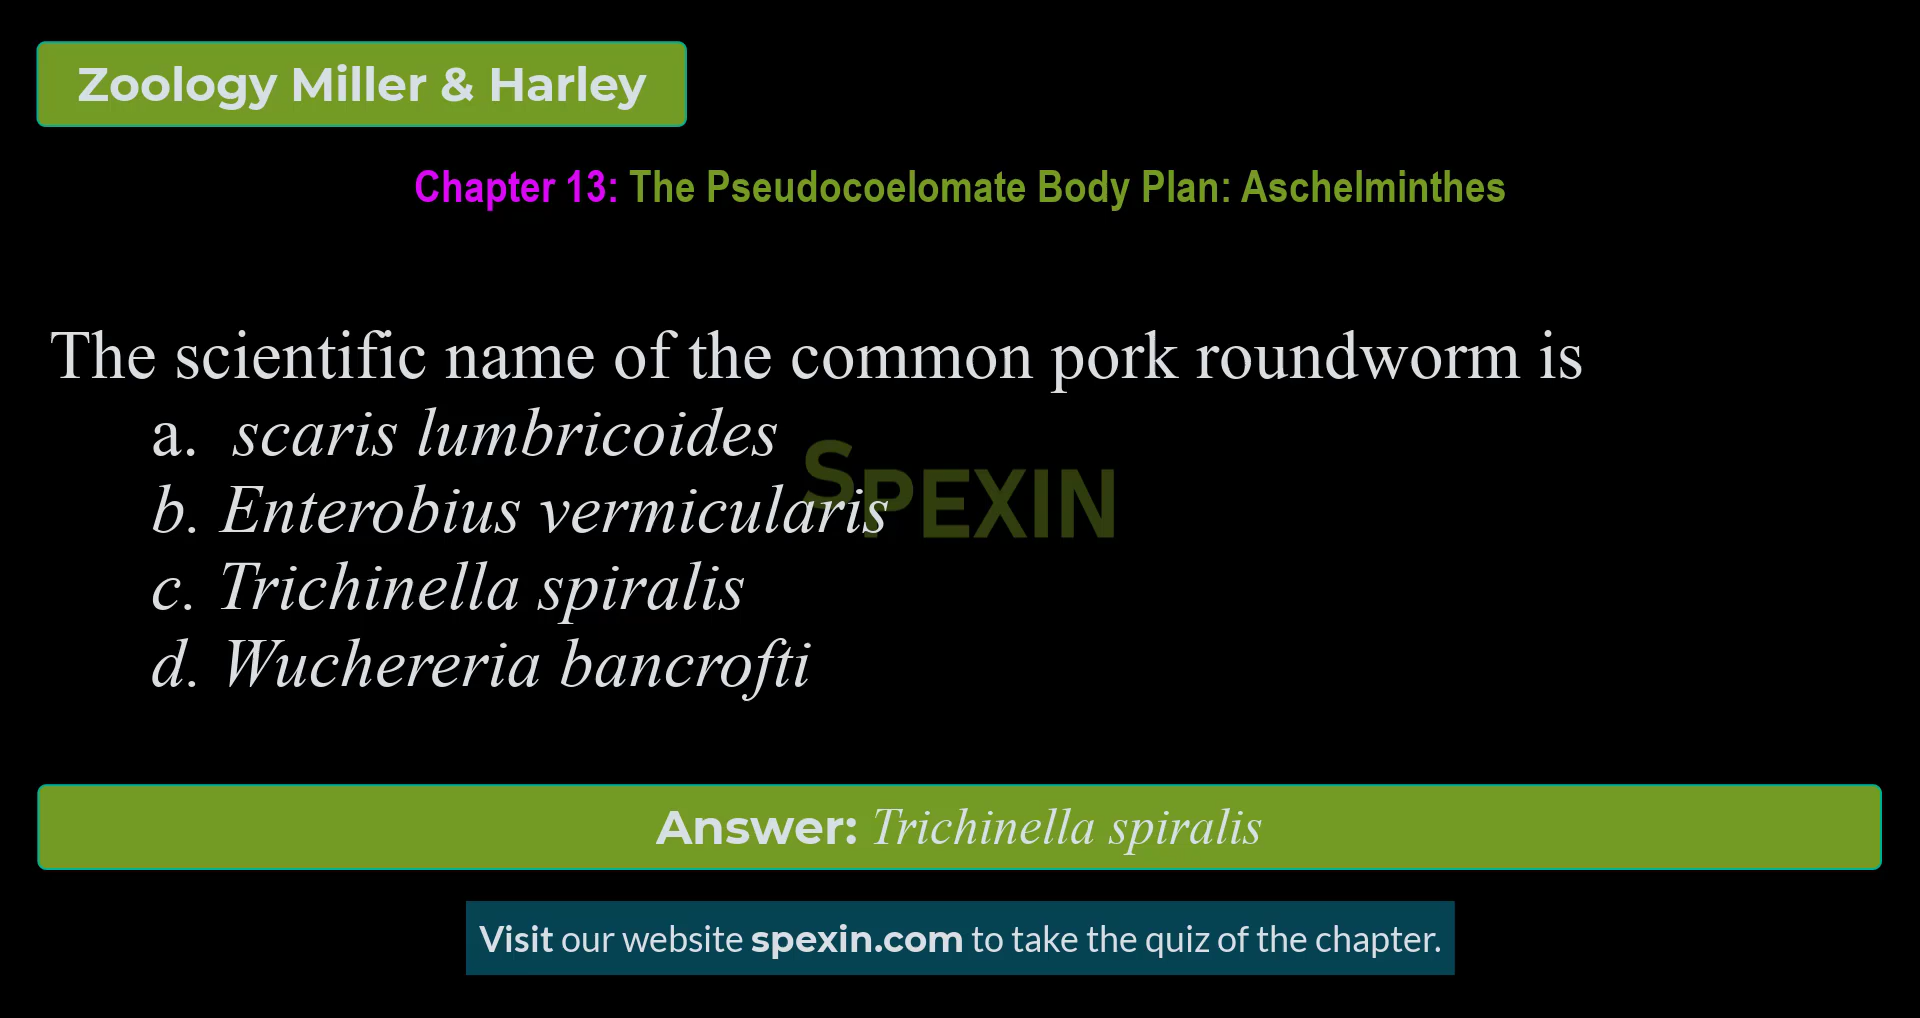 Zoology Miller & Harley
Chapter 13: The Pseudocoelomate Body Plan: Aschelminthes
The scientific name of the common pork roundworm is
a. scaris lumbricoides
b. Enterobius vermicularis
SPEXIN
c. Trichinella spiralis
d. Wuchereria bancrofti
Answer: Trichinella spiralis
Visit our website spexin.com to take the quiz of the chapter.